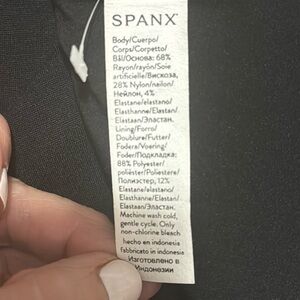 SPANX®
Body/Cuerpo/
Corps/Corpetto/
Băl/Основа: 68%
Rayon/rayón/Soie
artificielle/Вискоза,
28% Nylon/nailon/
Нейлон, 4%
Elastane/elastano/
Elasthanne/Elastan/
Elastaan/Эластан.
Lining/Forro/
Doublure/Futter/
Fodera/Voering/
Foder/Подкладка:
88% Polyester/
poliéster/Poliestere/
Полиэстер, 12%
Elastane/elastano/
Elasthanne/Elastan/
Elastaan/Эластан.
Machine wash cold,
gentle cycle. Only
non-chlorine bleach
hecho en indonesia
fabbricato in indonesia
Изготовлено в
Индонезии